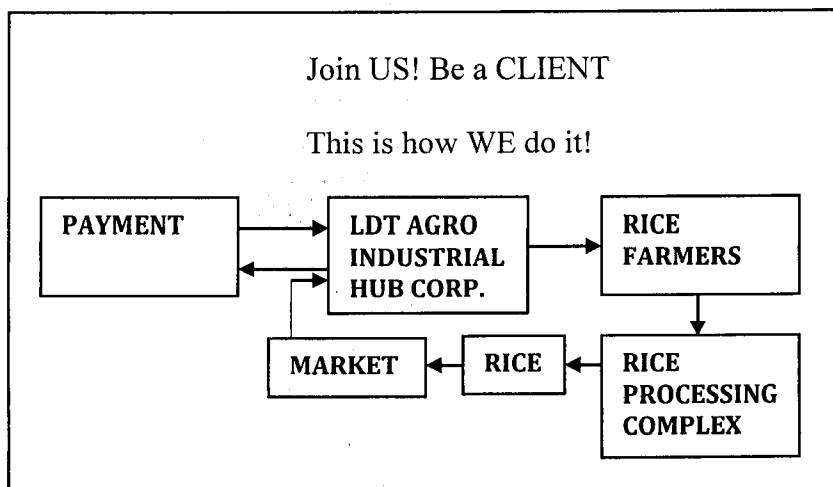 Join US! Be a CLIENT
This is how WE do it!
PAYMENT
LDT AGRO
INDUSTRIAL
HUB CORP.
RICE
FARMERS
MARKET
RICE
RICE
PROCESSING
COMPLEX